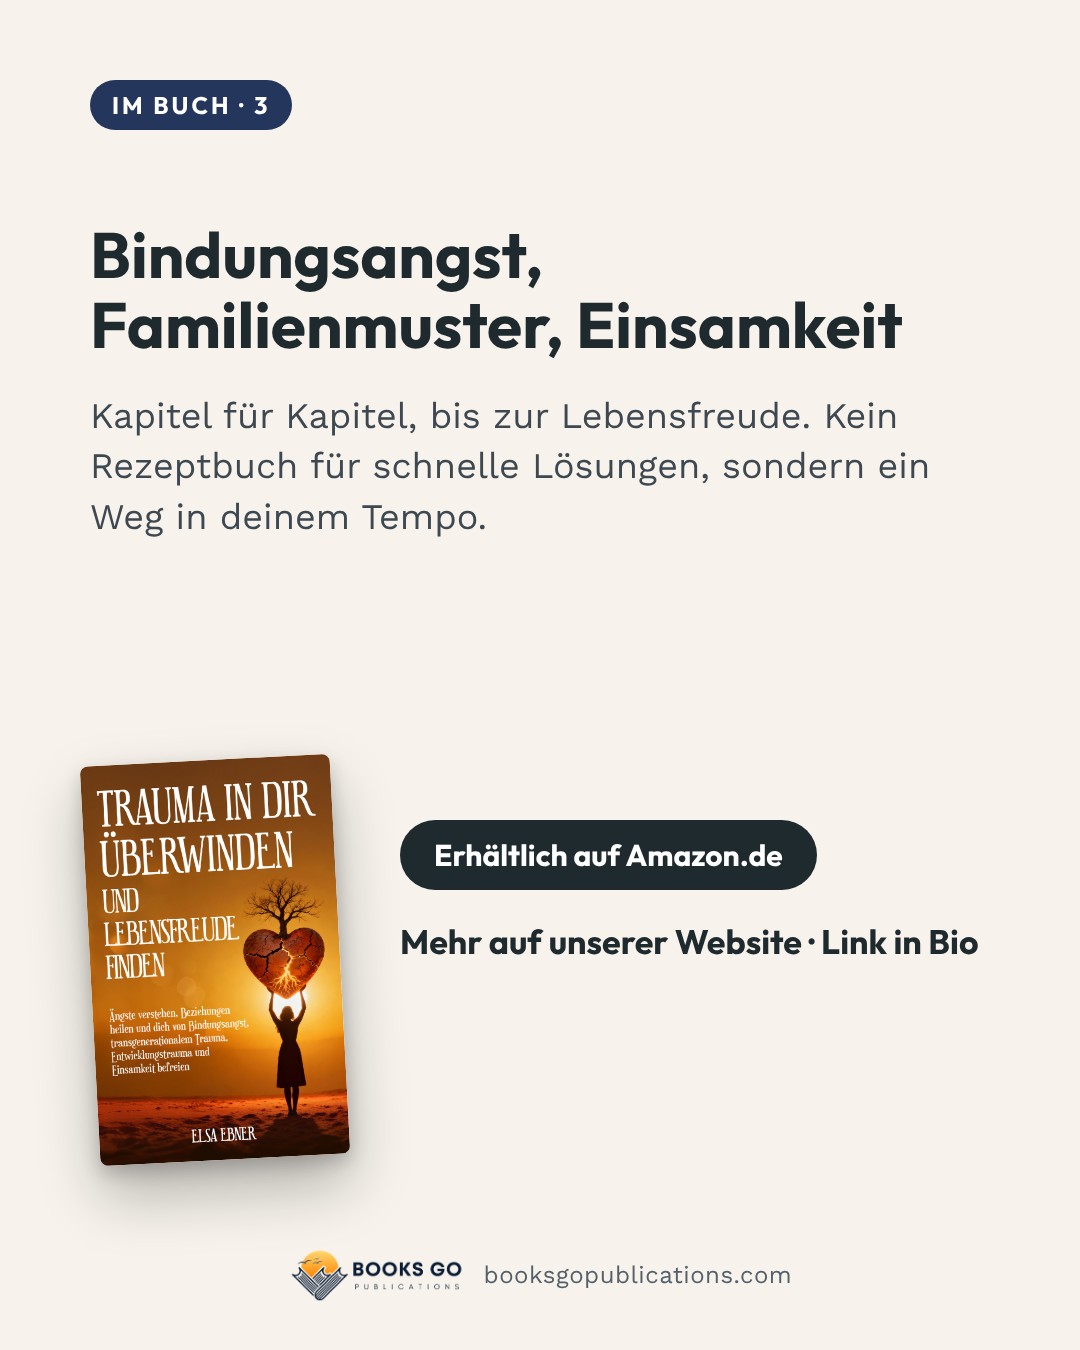 IM BUCH · 3
Bindungsangst,
Familienmuster, Einsamkeit
Kapitel für Kapitel, bis zur Lebensfreude. Kein
Rezeptbuch für schnelle Lösungen, sondern ein
Weg in deinem Tempo.
TRAUMA IN DIR
ÜBERWINDEN
UND
LEBENSFREUDE
FINDEN
Ängste verstehen, Beziehungen
heilen und dich von Bindungsangst,
transgenerationalem Trauma,
Entwicklungstrauma und
Einsamkeit befreien
ELSA EBNER
Erhältlich auf Amazon.de
Mehr auf unserer Website · Link in Bio
BOOKS GO
PUBLICATIONS
booksgopublications.com